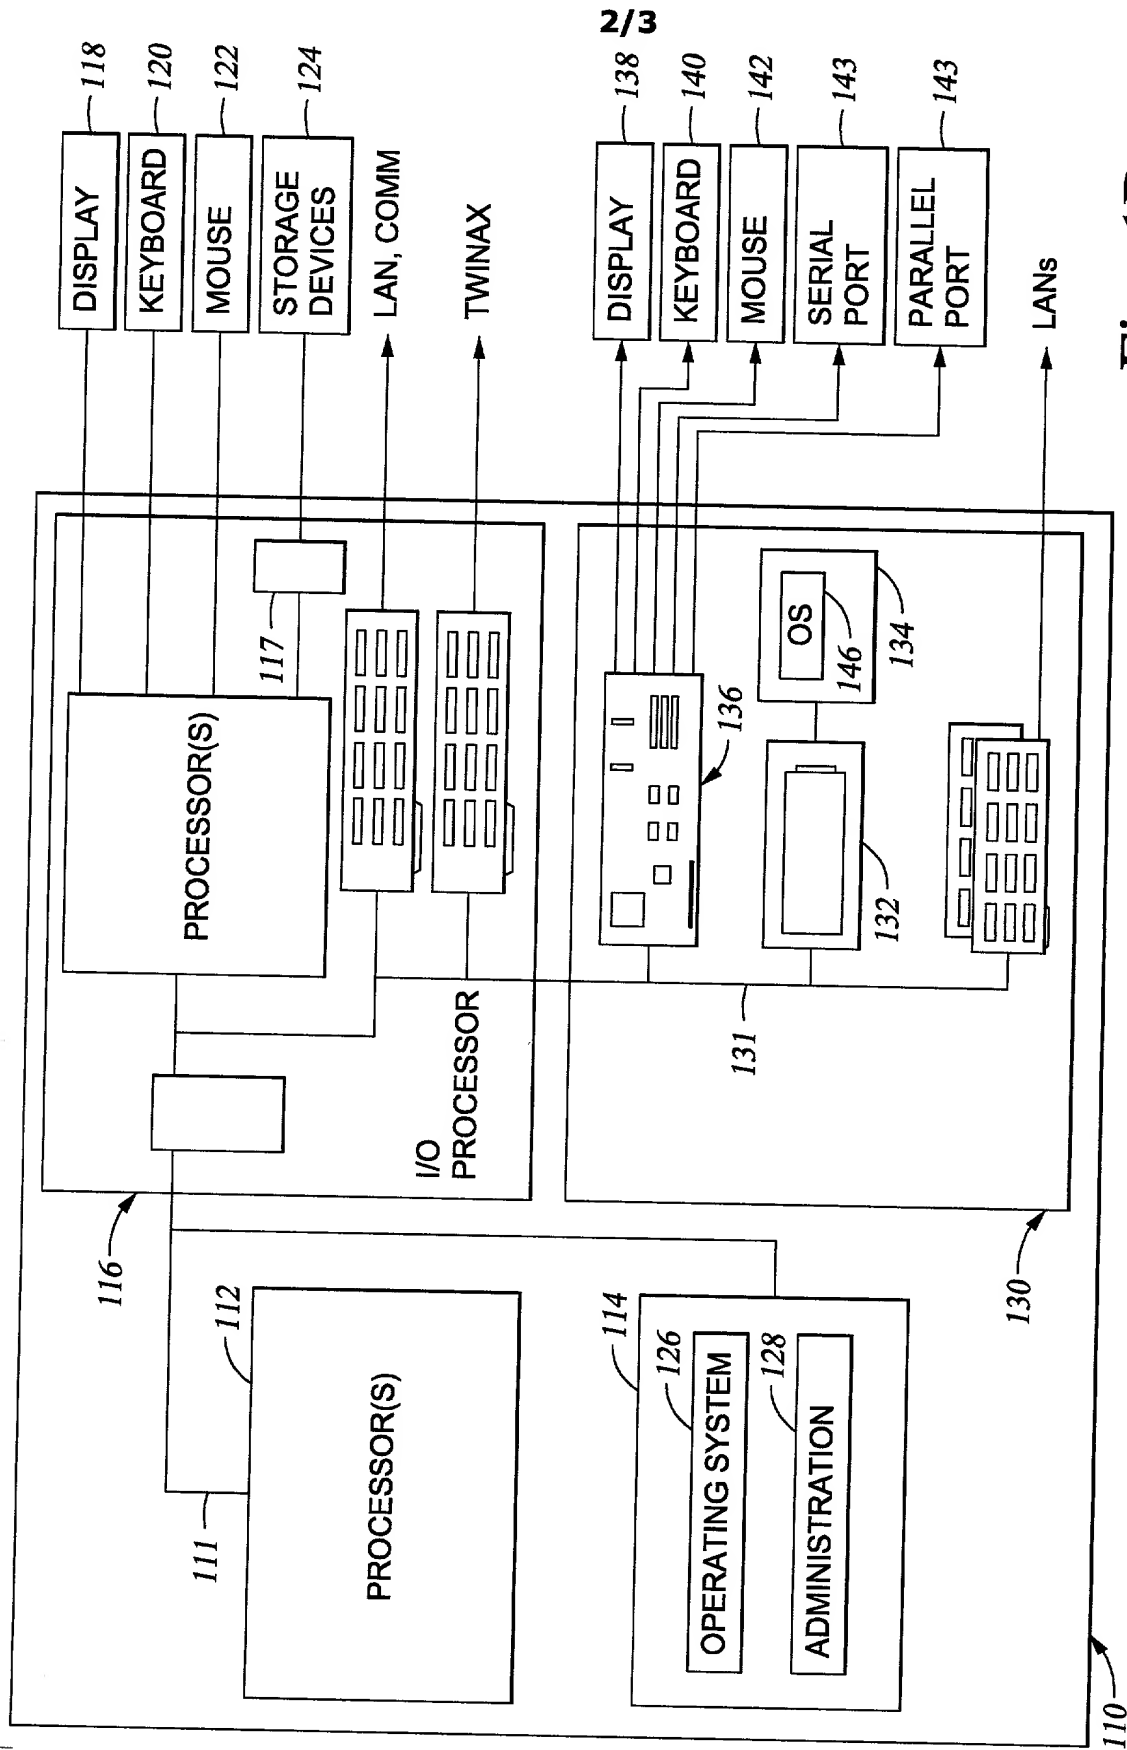 2/3
DISPLAY
118
KEYBOARD
120
MOUSE
122
STORAGE
DEVICES
124
LAN, COMM
TWINAX
DISPLAY
138
KEYBOARD
140
MOUSE
142
SERIAL
PORT
143
PARALLEL
PORT
143
LANs
117
PROCESSOR(S)
I/O
PROCESSOR
116
136
OS
146
134
132
131
130
111
112
PROCESSOR(S)
114
126
OPERATING SYSTEM
128
ADMINISTRATION
110